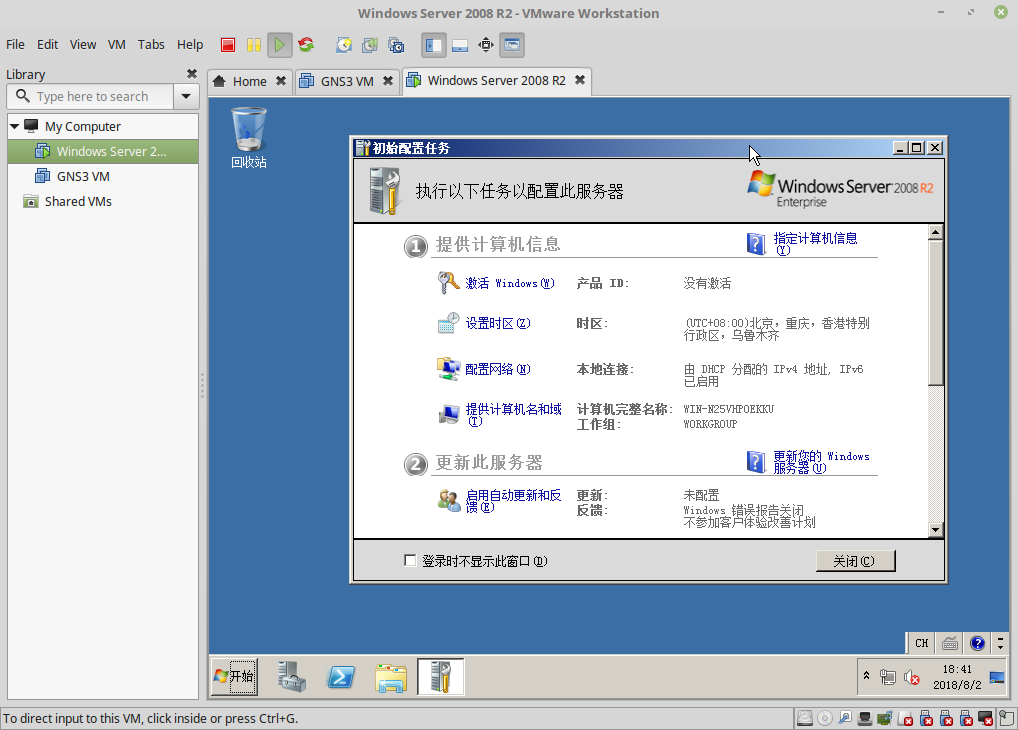 Windows Server 2008 R2 - VMware Workstation
File Edit View VM Tabs Help
Library
Type here to search
My Computer
Windows Server 2...
GNS3 VM
Shared VMs
Home
GNS3 VM
Windows Server 2008 R2
回收站
初始配置任务
执行以下任务以配置此服务器
Windows Server 2008 R2
Enterprise
1 提供计算机信息
指定计算机信息
(Y)
激活 Windows(W) 产品 ID: 没有激活
设置时区(Z) 时区: (UTC+08:00)北京，重庆，香港特别
行政区，乌鲁木齐
配置网络(N) 本地连接: 由 DHCP 分配的 IPv4 地址, IPv6
已启用
提供计算机名和域
(I)
计算机完整名称: WIN-N25VHP0EKKU
工作组: WORKGROUP
2 更新此服务器
更新您的 Windows
服务器(U)
启用自动更新和反
馈(E)
更新: 未配置
反馈: Windows 错误报告关闭
不参加客户体验改善计划
登录时不显示此窗口(D)
关闭(C)
CH
开始
18:41
2018/8/2
To direct input to this VM, click inside or press Ctrl+G.